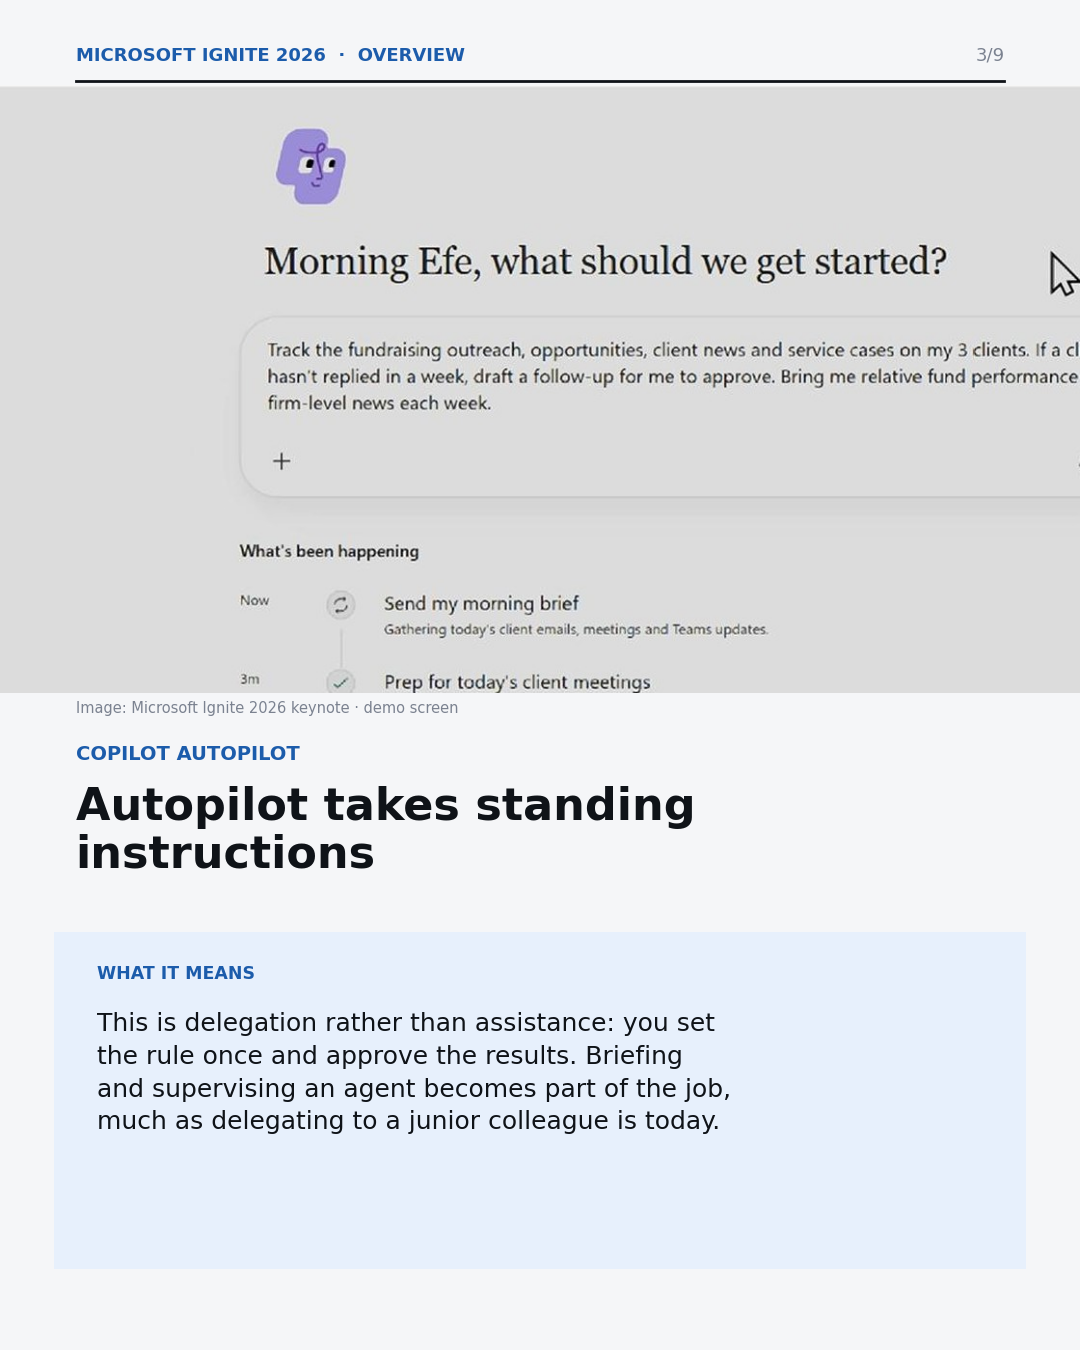 MICROSOFT IGNITE 2026 · OVERVIEW
3/9
Morning Efe, what should we get started?
Track the fundraising outreach, opportunities, client news and service cases on my 3 clients. If a cl
hasn't replied in a week, draft a follow-up for me to approve. Bring me relative fund performance
firm-level news each week.
What's been happening
Now
Send my morning brief
Gathering today's client emails, meetings and Teams updates.
3m
Prep for today's client meetings
Image: Microsoft Ignite 2026 keynote · demo screen
COPILOT AUTOPILOT
Autopilot takes standing
instructions
WHAT IT MEANS
This is delegation rather than assistance: you set
the rule once and approve the results. Briefing
and supervising an agent becomes part of the job,
much as delegating to a junior colleague is today.